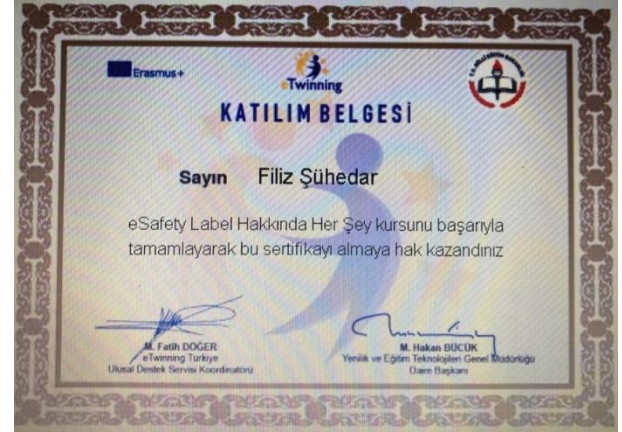 Erasmus+
eTwinning
KATILIM BELGESİ
Sayın Filiz Şühedar
eSafety Label Hakkında Her Şey kursunu başarıyla
tamamlayarak bu sertifikayı almaya hak kazandınız
M. Fatih DÖĞER
eTwinning Türkiye
Ulusal Destek Servisi Koordinatörü
M. Hakan BÜCÜK
Yenilik ve Eğitim Teknolojileri Genel Müdürlüğü
Daire Başkanı